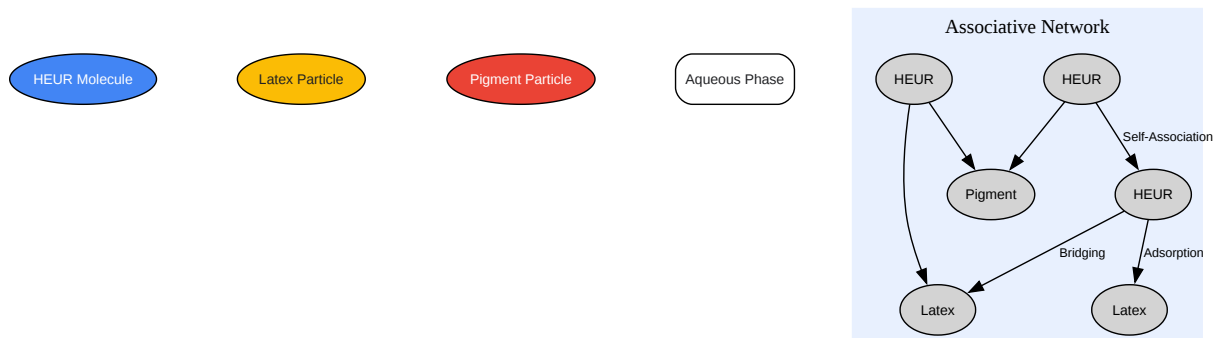 Associative Network
HEUR Molecule
Latex Particle
Pigment Particle
Aqueous Phase
HEUR
HEUR
Self-Association
Pigment
HEUR
Bridging
Adsorption
Latex
Latex